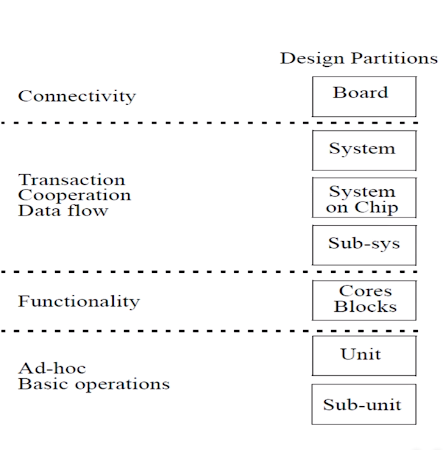 Design Partitions
Connectivity
Board
System
Transaction
Cooperation
Data flow
System
on Chip
Sub-sys
Functionality
Cores
Blocks
Unit
Ad-hoc
Basic operations
Sub-unit